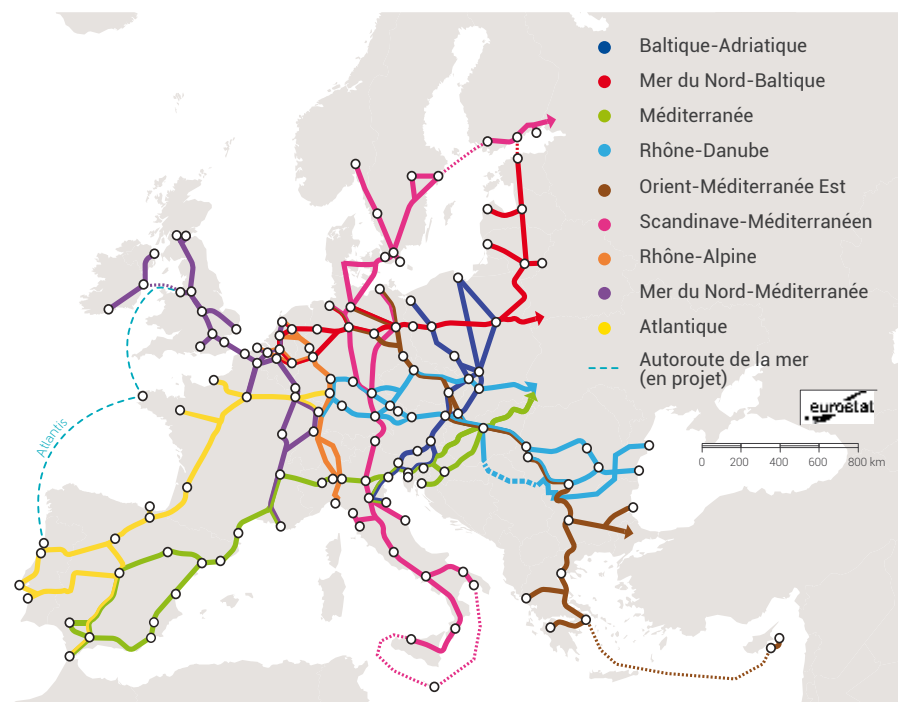 Baltique-Adriatique
Mer du Nord-Baltique
Méditerranée
Rhône-Danube
Orient-Méditerranée Est
Scandinave-Méditerranéen
Rhône-Alpine
Mer du Nord-Méditerranée
Atlantique
Autoroute de la mer
(en projet)
Atlantis
eurostat
0 200 400 600 800 km